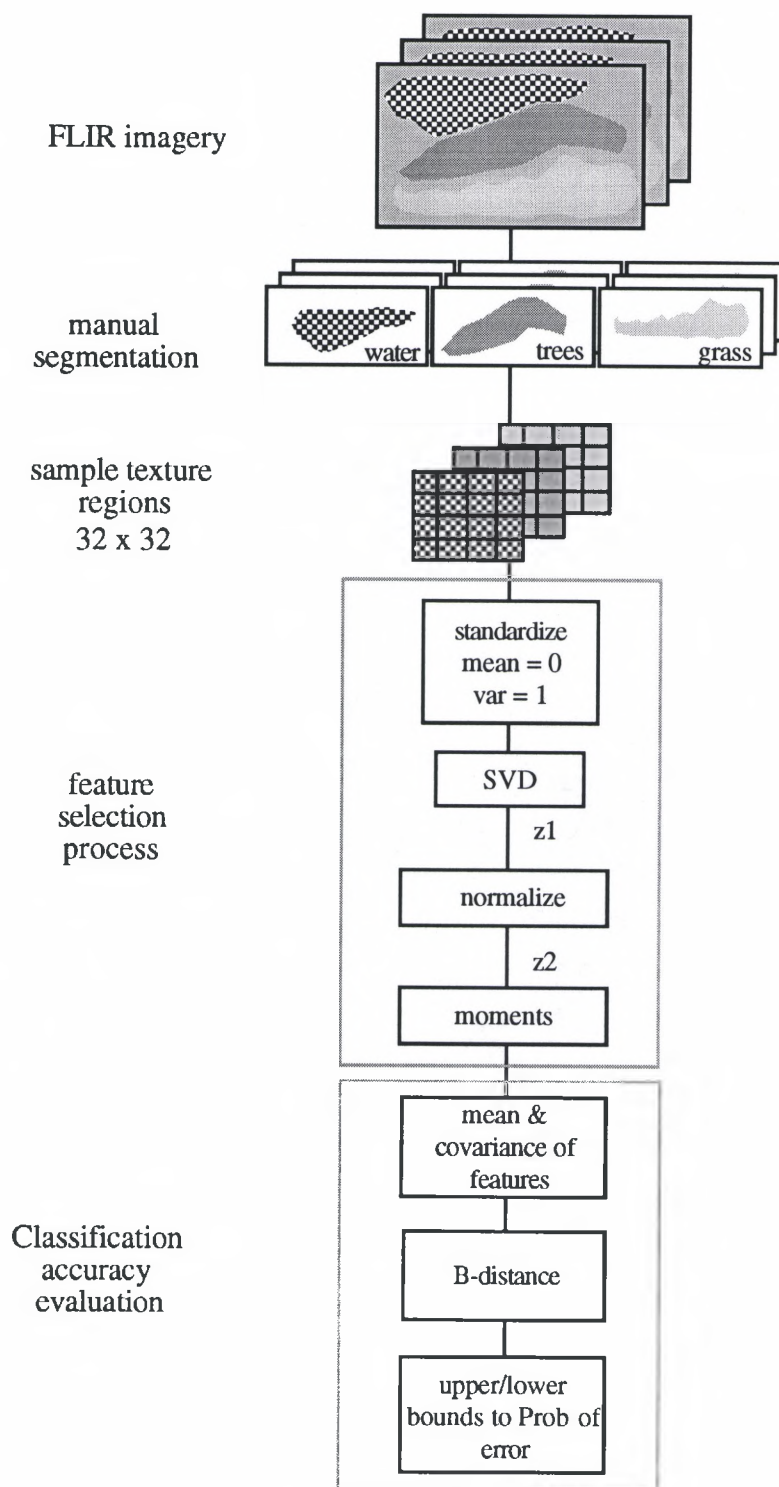 FLIR imagery
manual
segmentation
water
trees
grass
sample texture
regions
32 x 32
feature
selection
process
standardize
mean = 0
var = 1
SVD
z1
normalize
z2
moments
Classification
accuracy
evaluation
mean &
covariance of
features
B-distance
upper/lower
bounds to Prob of
error